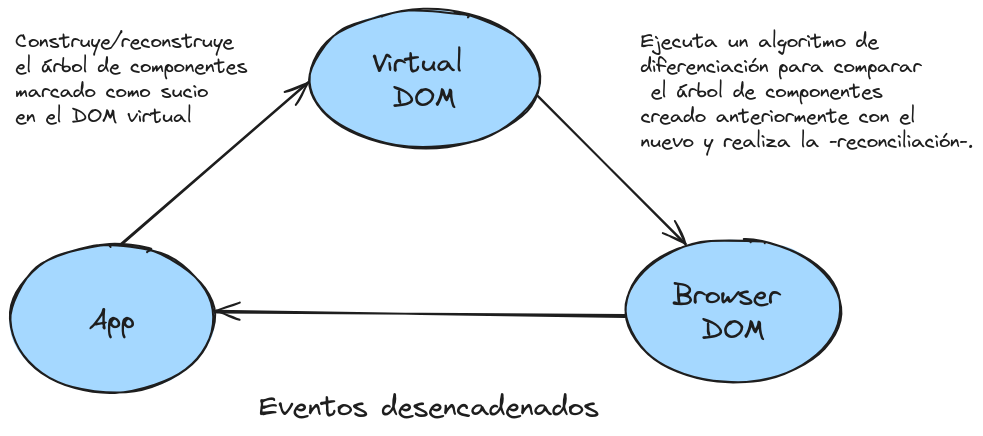 Construye/reconstruye
el árbol de componentes
marcado como sucio
en el DOM virtual
Virtual
DOM
Ejecuta un algoritmo de
diferenciación para comparar
el árbol de componentes
creado anteriormente con el
nuevo y realiza la -reconciliación-.
App
Browser
DOM
Eventos desencadenados